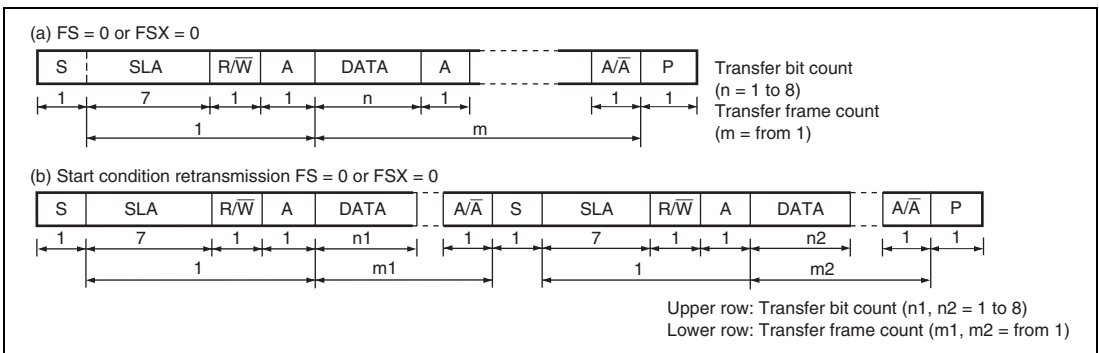 (a) FS = 0 or FSX = 0
S SLA R/W̅ A DATA A A/A̅ P
Transfer bit count
(n = 1 to 8)
Transfer frame count
(m = from 1)
1 7 1 1 n 1 1 1
1 m
(b) Start condition retransmission FS = 0 or FSX = 0
S SLA R/W̅ A DATA A/A̅ S SLA R/W̅ A DATA A/A̅ P
1 7 1 1 n1 1 1 7 1 1 n2 1 1
1 m1 1 m2
Upper row: Transfer bit count (n1, n2 = 1 to 8)
Lower row: Transfer frame count (m1, m2 = from 1)